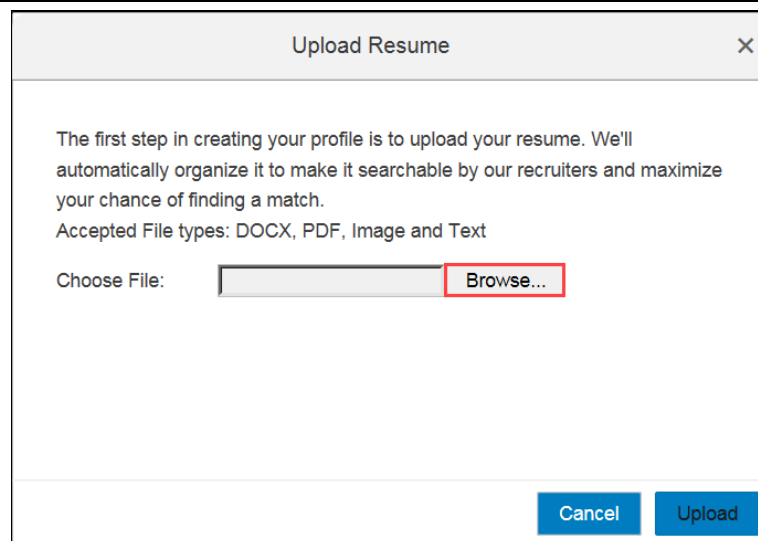 Upload Resume
The first step in creating your profile is to upload your resume. We'll
automatically organize it to make it searchable by our recruiters and maximize
your chance of finding a match.
Accepted File types: DOCX, PDF, Image and Text
Choose File: Browse...
Cancel Upload